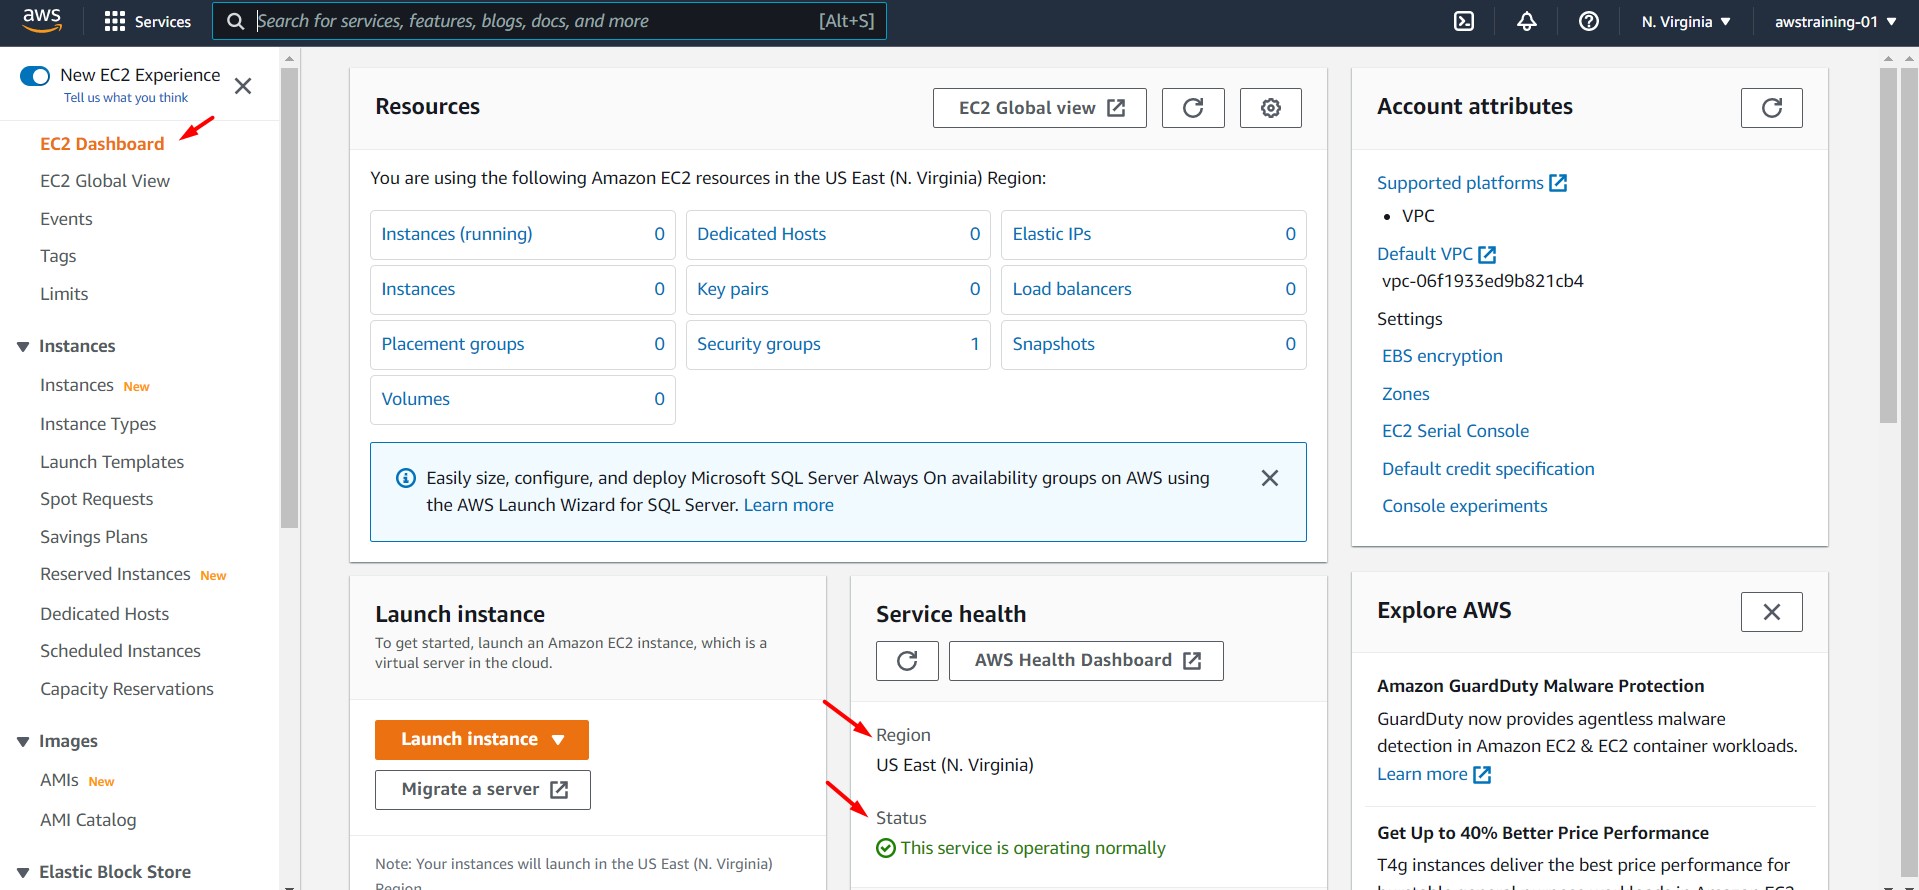 aws
Services
Search for services, features, blogs, docs, and more
[Alt+S]
N. Virginia
awstraining-01
New EC2 Experience
Tell us what you think
EC2 Dashboard
EC2 Global View
Events
Tags
Limits
Instances
Instances New
Instance Types
Launch Templates
Spot Requests
Savings Plans
Reserved Instances New
Dedicated Hosts
Scheduled Instances
Capacity Reservations
Images
AMIs New
AMI Catalog
Elastic Block Store
Resources
EC2 Global view
You are using the following Amazon EC2 resources in the US East (N. Virginia) Region:
Instances (running) 0
Dedicated Hosts 0
Elastic IPs 0
Instances 0
Key pairs 0
Load balancers 0
Placement groups 0
Security groups 1
Snapshots 0
Volumes 0
Easily size, configure, and deploy Microsoft SQL Server Always On availability groups on AWS using
the AWS Launch Wizard for SQL Server. Learn more
Launch instance
To get started, launch an Amazon EC2 instance, which is a
virtual server in the cloud.
Launch instance
Migrate a server
Note: Your instances will launch in the US East (N. Virginia)
Region
Service health
AWS Health Dashboard
Region
US East (N. Virginia)
Status
This service is operating normally
Account attributes
Supported platforms
• VPC
Default VPC
vpc-06f1933ed9b821cb4
Settings
EBS encryption
Zones
EC2 Serial Console
Default credit specification
Console experiments
Explore AWS
Amazon GuardDuty Malware Protection
GuardDuty now provides agentless malware
detection in Amazon EC2 & EC2 container workloads.
Learn more
Get Up to 40% Better Price Performance
T4g instances deliver the best price performance for